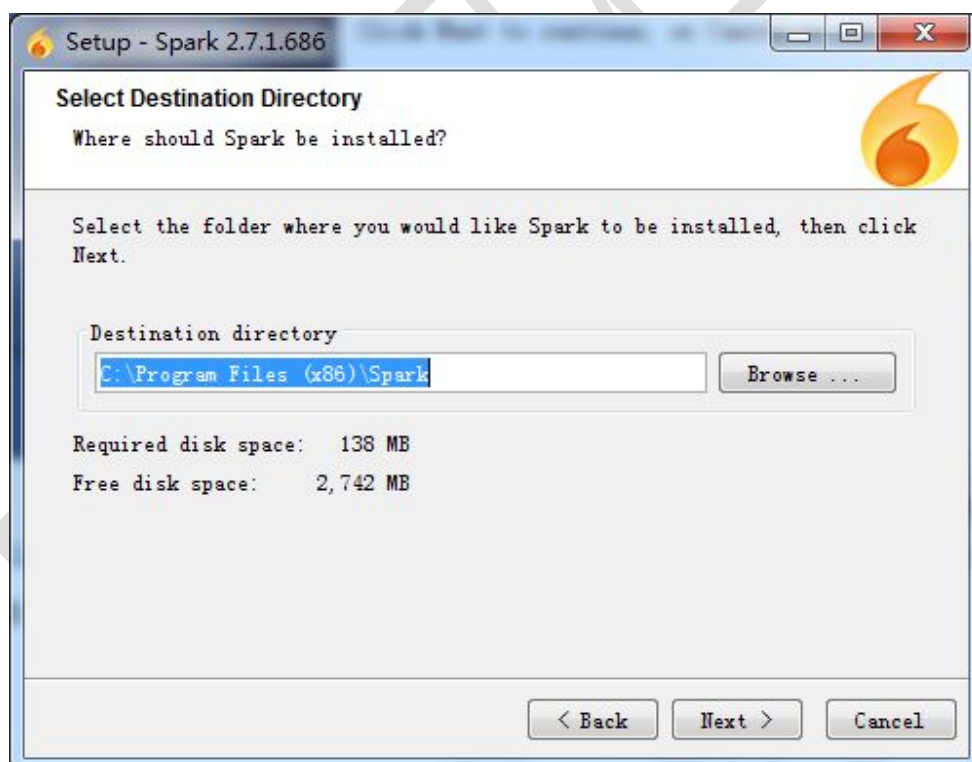 Setup - Spark 2.7.1.686
Select Destination Directory
Where should Spark be installed?
Select the folder where you would like Spark to be installed, then click
Next.
Destination directory
C:\Program Files (x86)\Spark
Browse ...
Required disk space: 138 MB
Free disk space: 2,742 MB
< Back Next > Cancel